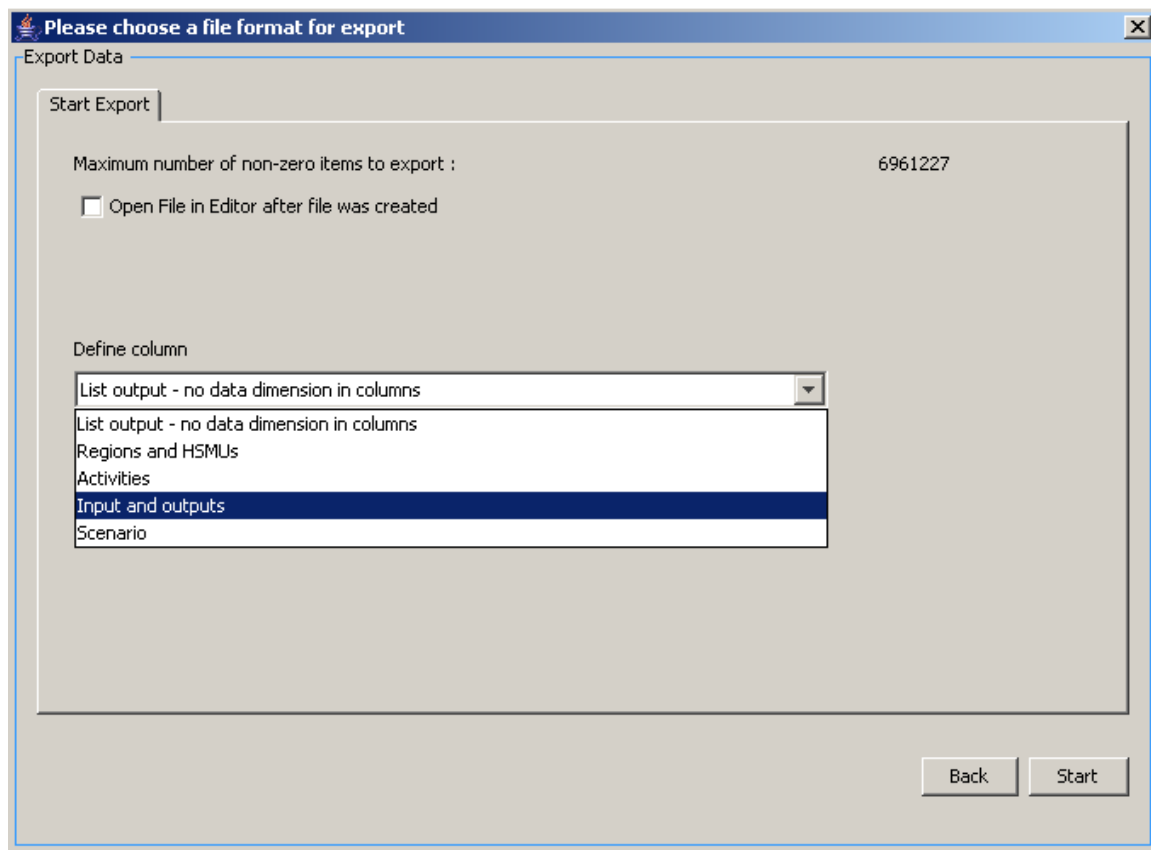 Please choose a file format for export
Export Data
Start Export
Maximum number of non-zero items to export : 6961227
Open File in Editor after file was created
Define column
List output - no data dimension in columns
List output - no data dimension in columns
Regions and HSMUs
Activities
Input and outputs
Scenario
Back Start